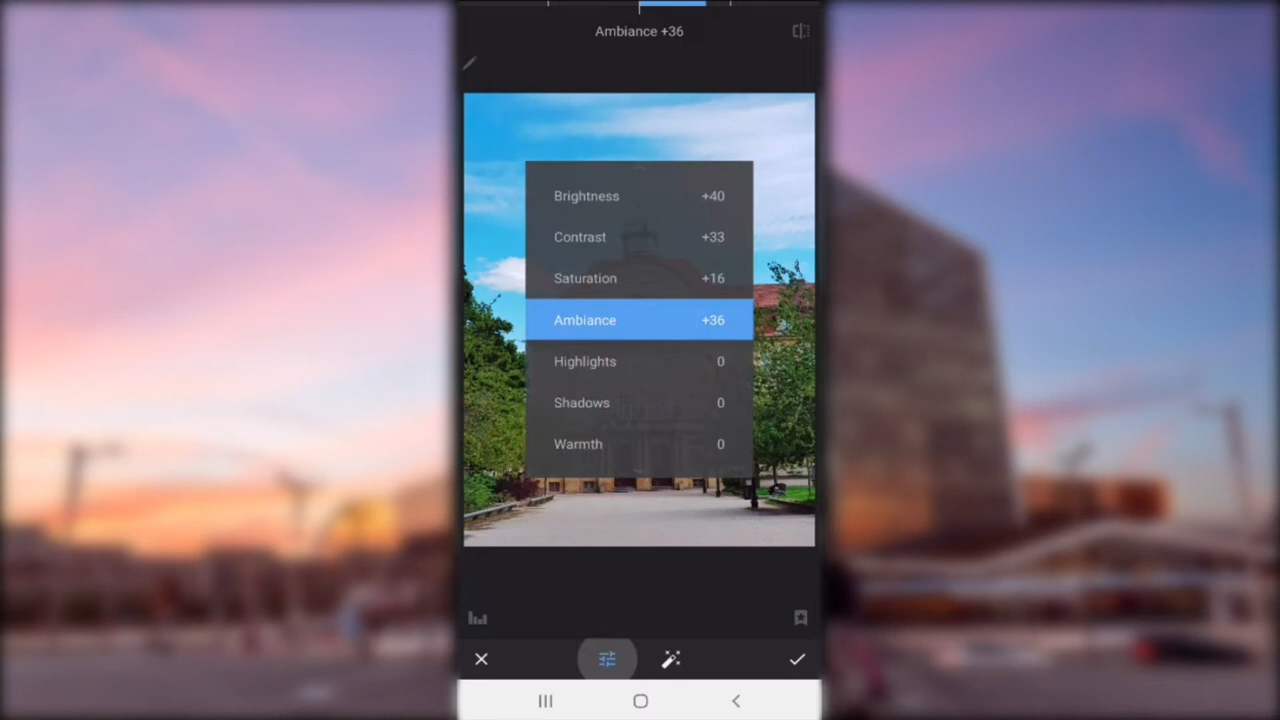 Ambiance +36
Brightness +40
Contrast +33
Saturation +16
Ambiance +36
Highlights 0
Shadows 0
Warmth 0